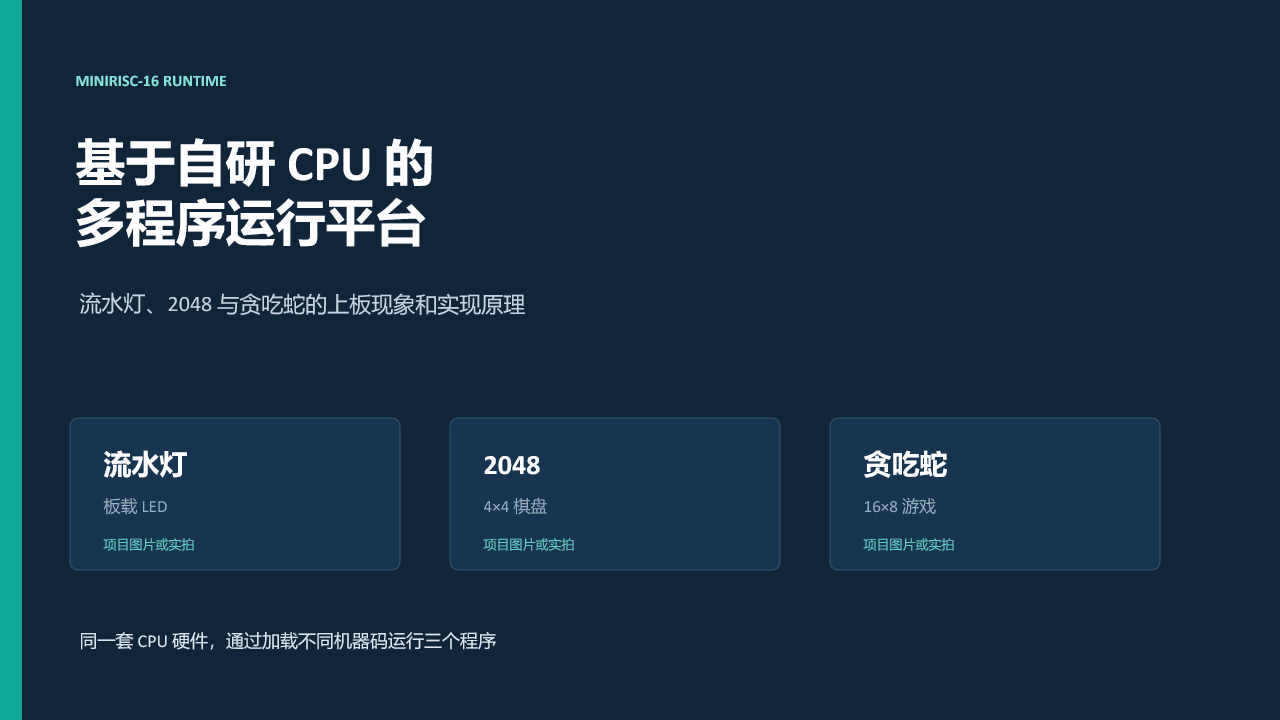 MINIRISC-16 RUNTIME
基于自研 CPU 的
多程序运行平台
流水灯、2048 与贪吃蛇的上板现象和实现原理
流水灯
板载 LED
项目图片或实拍
2048
4×4 棋盘
项目图片或实拍
贪吃蛇
16×8 游戏
项目图片或实拍
同一套 CPU 硬件，通过加载不同机器码运行三个程序